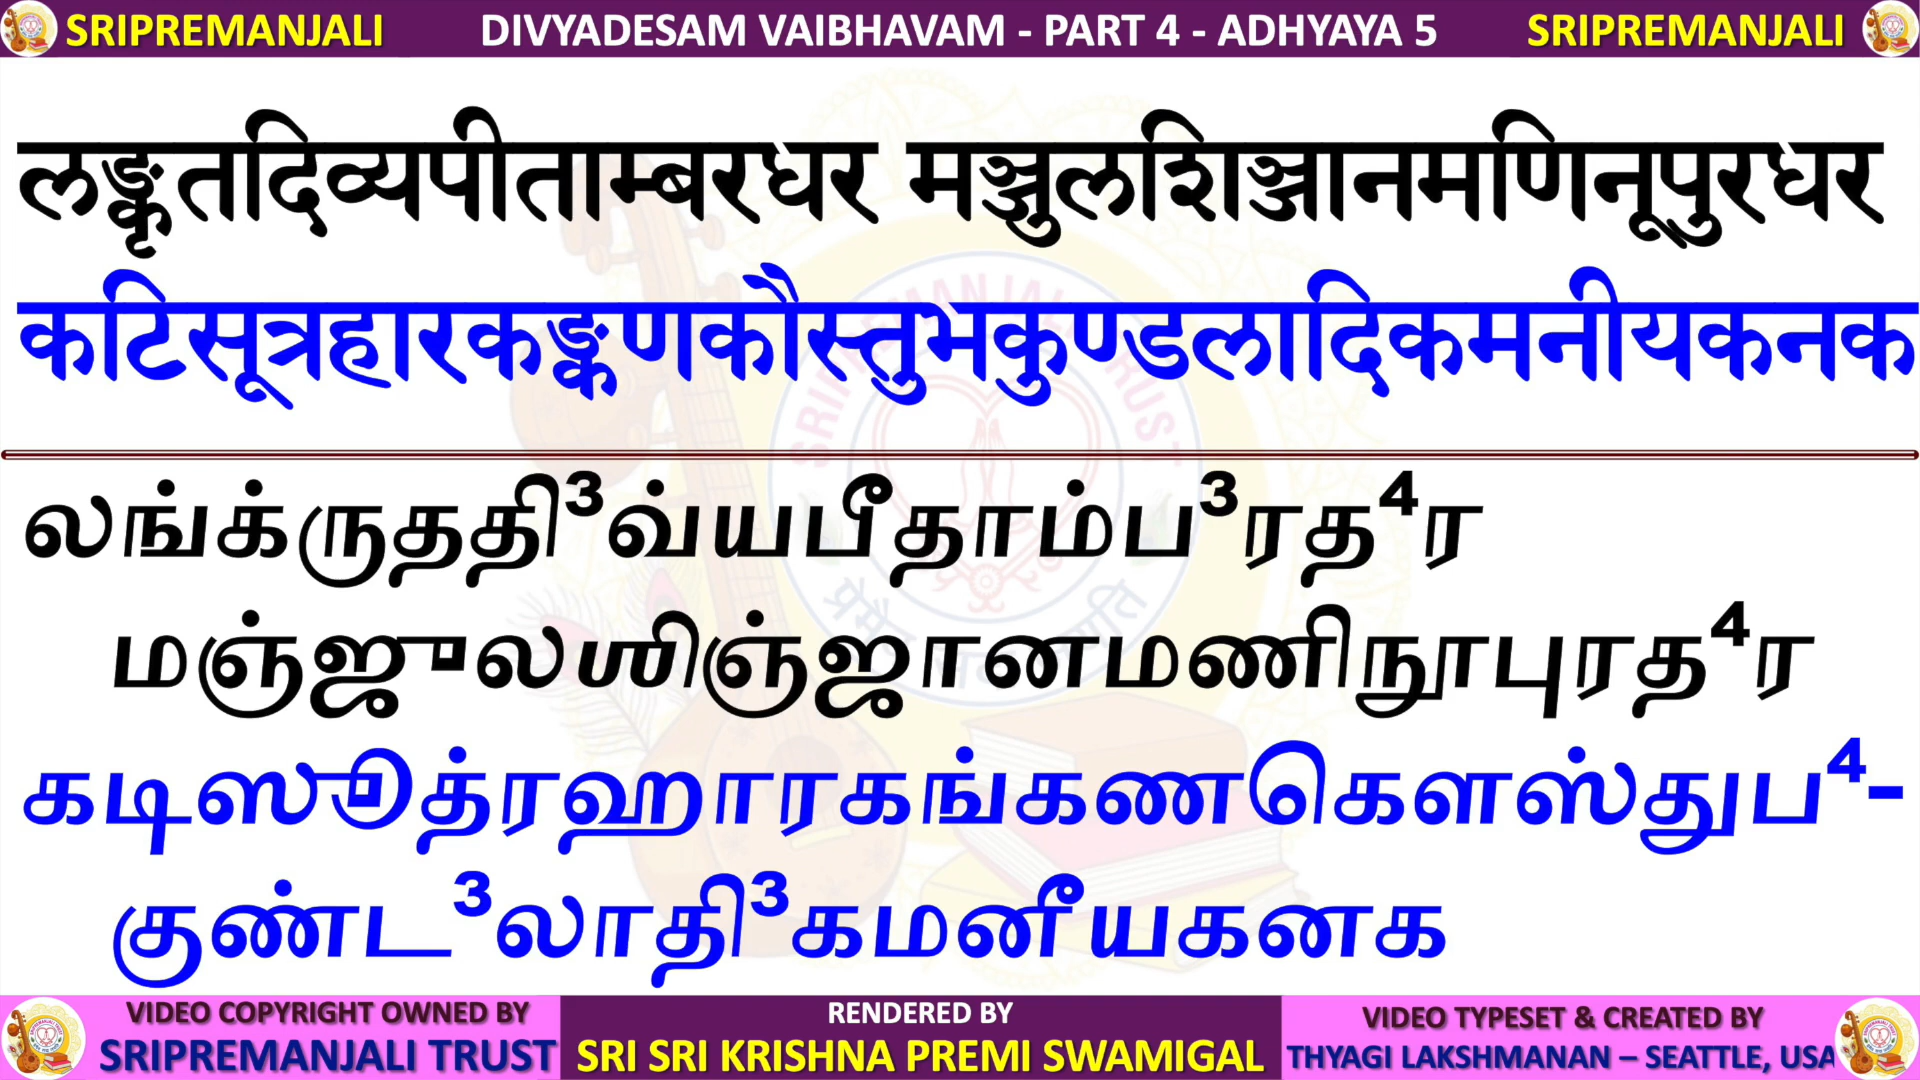 SRIPREMANJALI DIVYADESAM VAIBHAVAM - PART 4 - ADHYAYA 5 SRIPREMANJALI
लङ्कृतदिव्यपीताम्बरधर मञ्जुलशिञ्जानमणिनूपुरधर
कटिसूत्रहारकङ्कणकौस्तुभकुण्डलादिकमनीयकनक
லங்க்ருததி³வ்யபீதாம்ப³ரத⁴ர
மஞ்ஜுலஶிஞ்ஜானமணிநூபுரத⁴ர
கடிஸூத்ரஹாரகங்கணகௌஸ்துப⁴-
குண்ட³லாதி³கமனீயகனக
VIDEO COPYRIGHT OWNED BY
SRIPREMANJALI TRUST
RENDERED BY
SRI SRI KRISHNA PREMI SWAMIGAL
VIDEO TYPESET & CREATED BY
THYAGI LAKSHMANAN – SEATTLE, USA